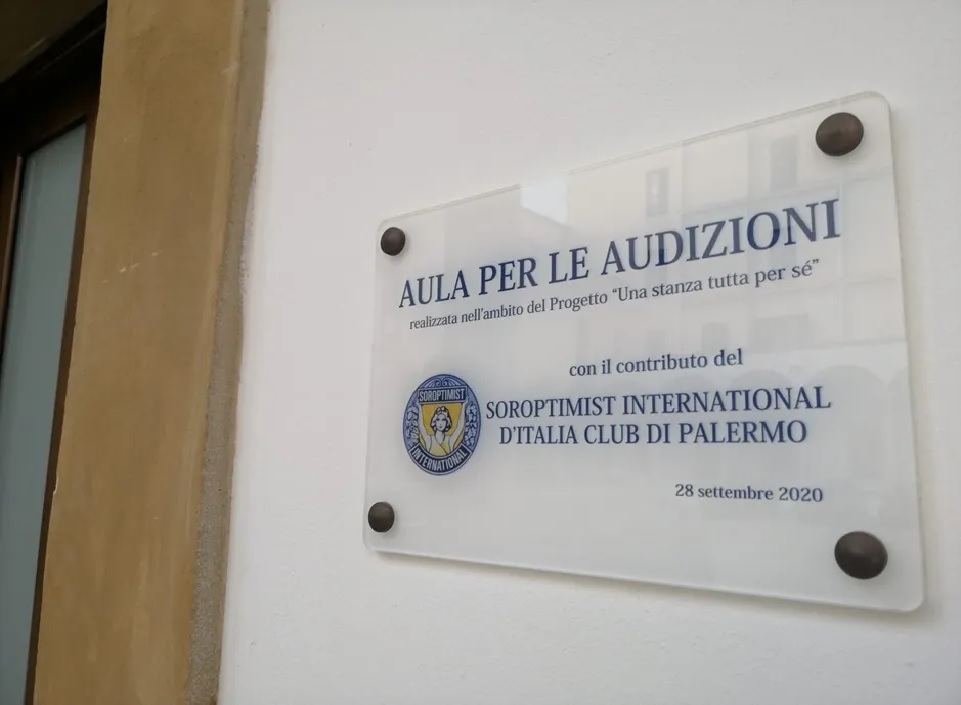 AULA PER LE AUDIZIONI
realizzata nell'ambito del Progetto "Una stanza tutta per sé"
con il contributo del
SOROPTIMIST
INTERNATIONAL
SOROPTIMIST INTERNATIONAL
D'ITALIA CLUB DI PALERMO
28 settembre 2020